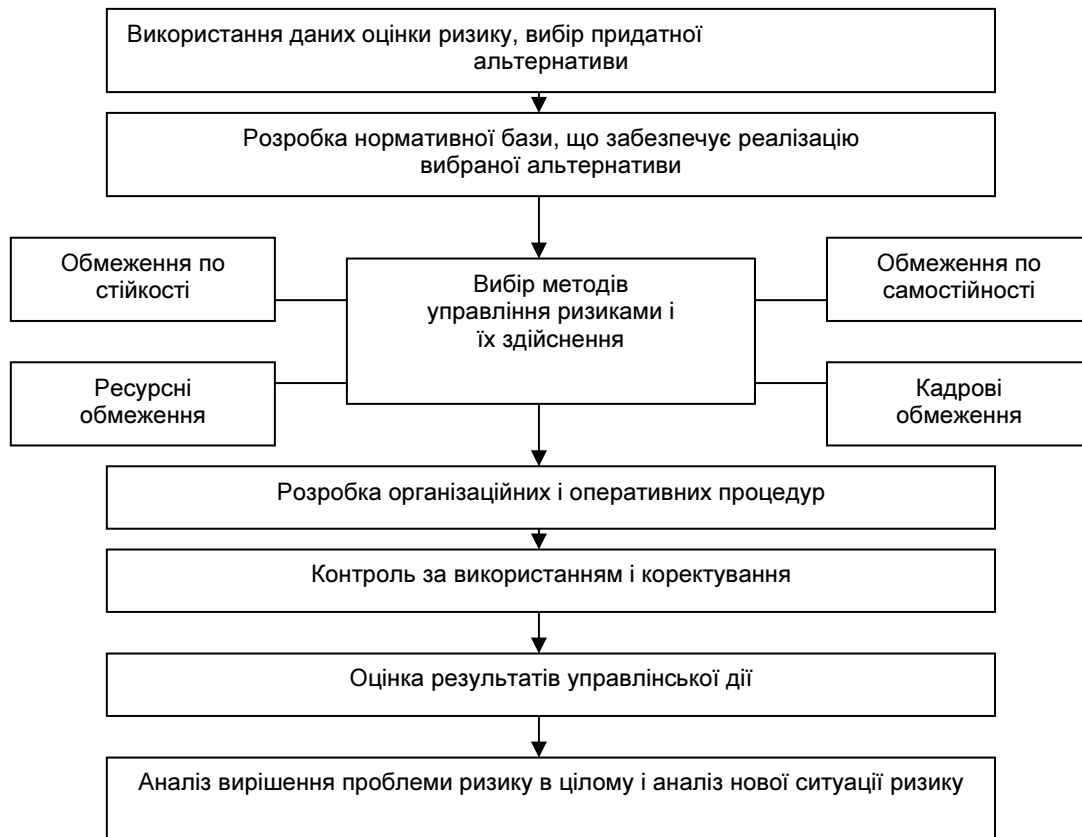 Використання даних оцінки ризику, вибір придатної
альтернативи
Розробка нормативної бази, що забезпечує реалізацію
вибраної альтернативи
Обмеження по
стійкості
Вибір методів
управління ризиками і
їх здійснення
Обмеження по
самостійності
Ресурсні
обмеження
Кадрові
обмеження
Розробка організаційних і оперативних процедур
Контроль за використанням і коректування
Оцінка результатів управлінської дії
Аналіз вирішення проблеми ризику в цілому і аналіз нової ситуації ризику